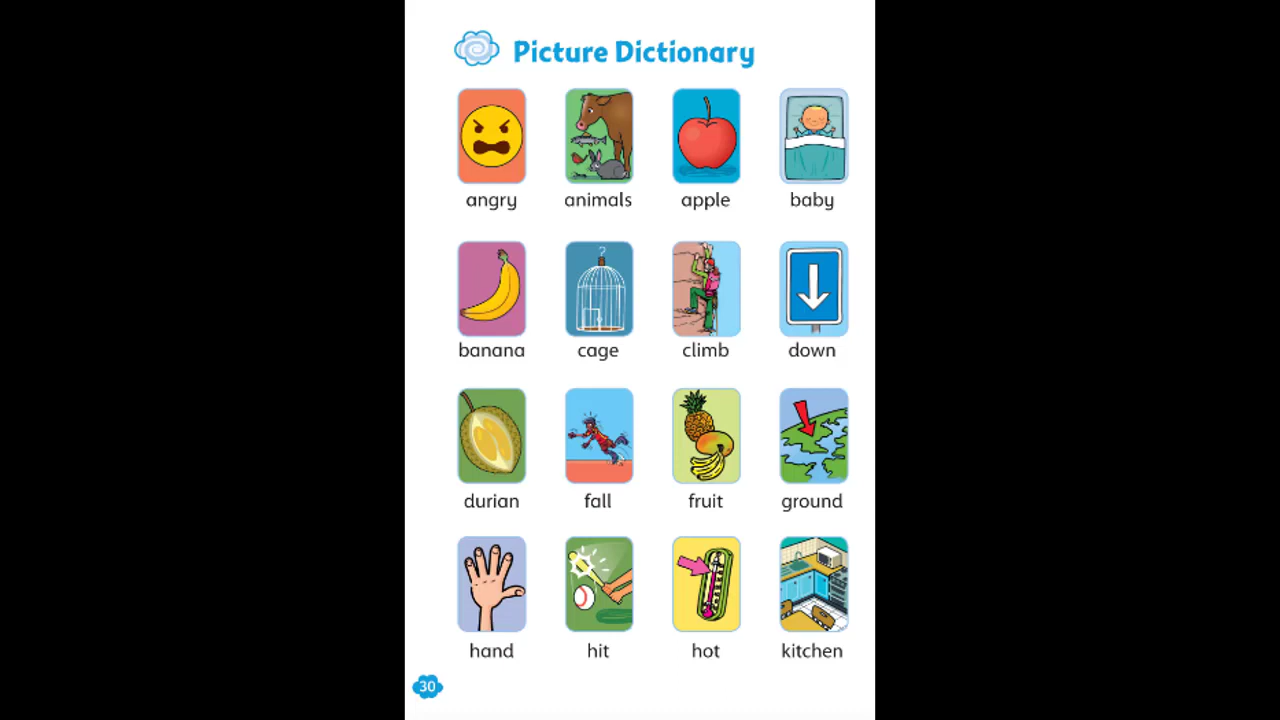 Picture Dictionary
angry animals apple baby
banana cage climb down
durian fall fruit ground
hand hit hot kitchen
30